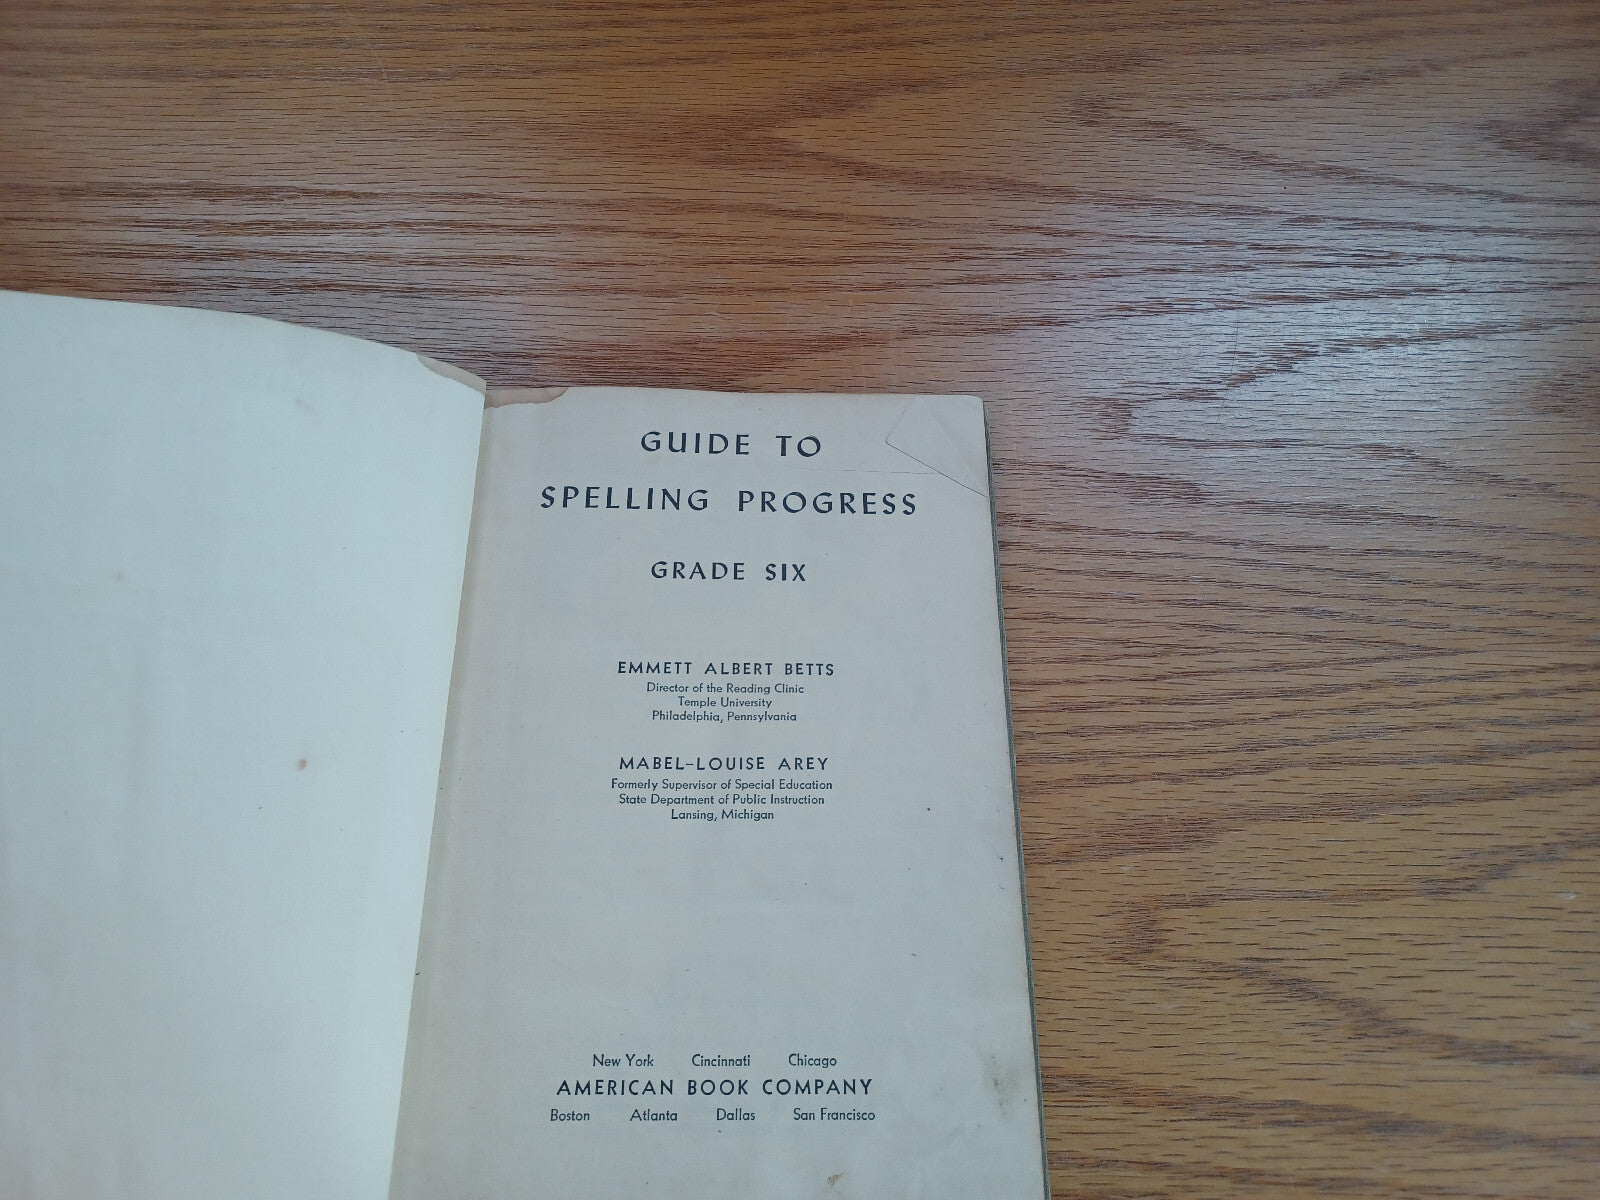 GUIDE TO
SPELLING PROGRESS
GRADE SIX
EMMETT ALBERT BETTS
Director of the Reading Clinic
Temple University
Philadelphia, Pennsylvania
MABEL-LOUISE AREY
Formerly Supervisor of Special Education
State Department of Public Instruction
Lansing, Michigan
New York Cincinnati Chicago
AMERICAN BOOK COMPANY
Boston Atlanta Dallas San Francisco